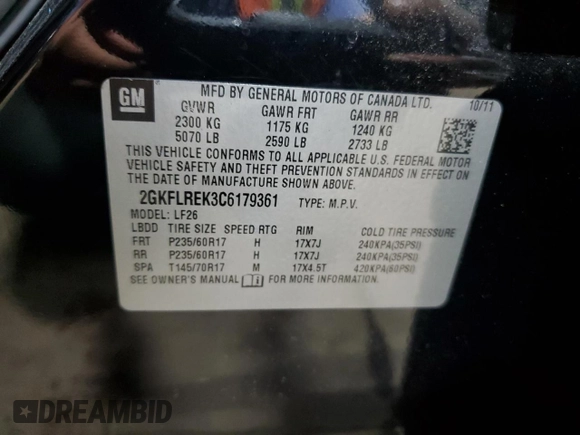 GM
MFD BY GENERAL MOTORS OF CANADA LTD. 10/11
GVWR GAWR FRT GAWR RR
2300 KG 1175 KG 1240 KG
5070 LB 2590 LB 2733 LB
THIS VEHICLE CONFORMS TO ALL APPLICABLE U.S. FEDERAL MOTOR
VEHICLE SAFETY AND THEFT PREVENTION STANDARDS IN EFFECT ON
THE DATE OF MANUFACTURE SHOWN ABOVE.
2GKFLREK3C6179361 TYPE: M.P.V.
MODEL: LF26
LBDD TIRE SIZE SPEED RTG RIM COLD TIRE PRESSURE
FRT P235/60R17 H 17X7J 240KPA(35PSI)
RR P235/60R17 H 17X7J 240KPA(35PSI)
SPA T145/70R17 M 17X4.5T 420KPA(60PSI)
SEE OWNER'S MANUAL FOR MORE INFORMATION.
DREAMBID